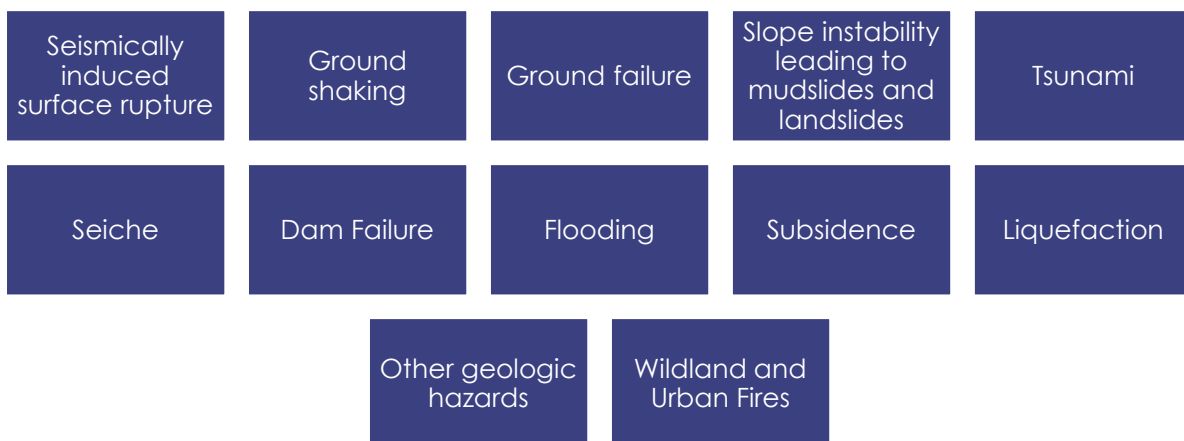 Seismically
induced
surface rupture
Ground
shaking
Ground failure
Slope instability
leading to
mudslides and
landslides
Tsunami
Seiche
Dam Failure
Flooding
Subsidence
Liquefaction
Other geologic
hazards
Wildland and
Urban Fires